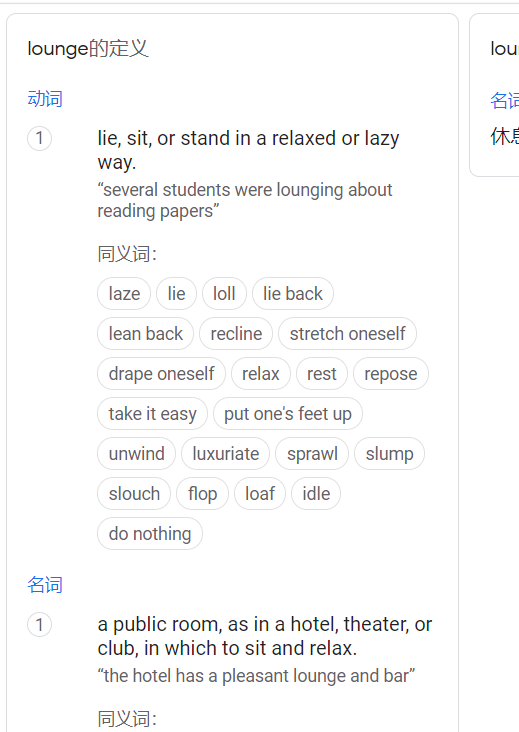 lounge的定义
动词
1
lie, sit, or stand in a relaxed or lazy
way.
“several students were lounging about
reading papers”
同义词：
laze lie loll lie back
lean back recline stretch oneself
drape oneself relax rest repose
take it easy put one's feet up
unwind luxuriate sprawl slump
slouch flop loaf idle
do nothing
名词
1
a public room, as in a hotel, theater, or
club, in which to sit and relax.
“the hotel has a pleasant lounge and bar”
同义词：
lou
名词
休息